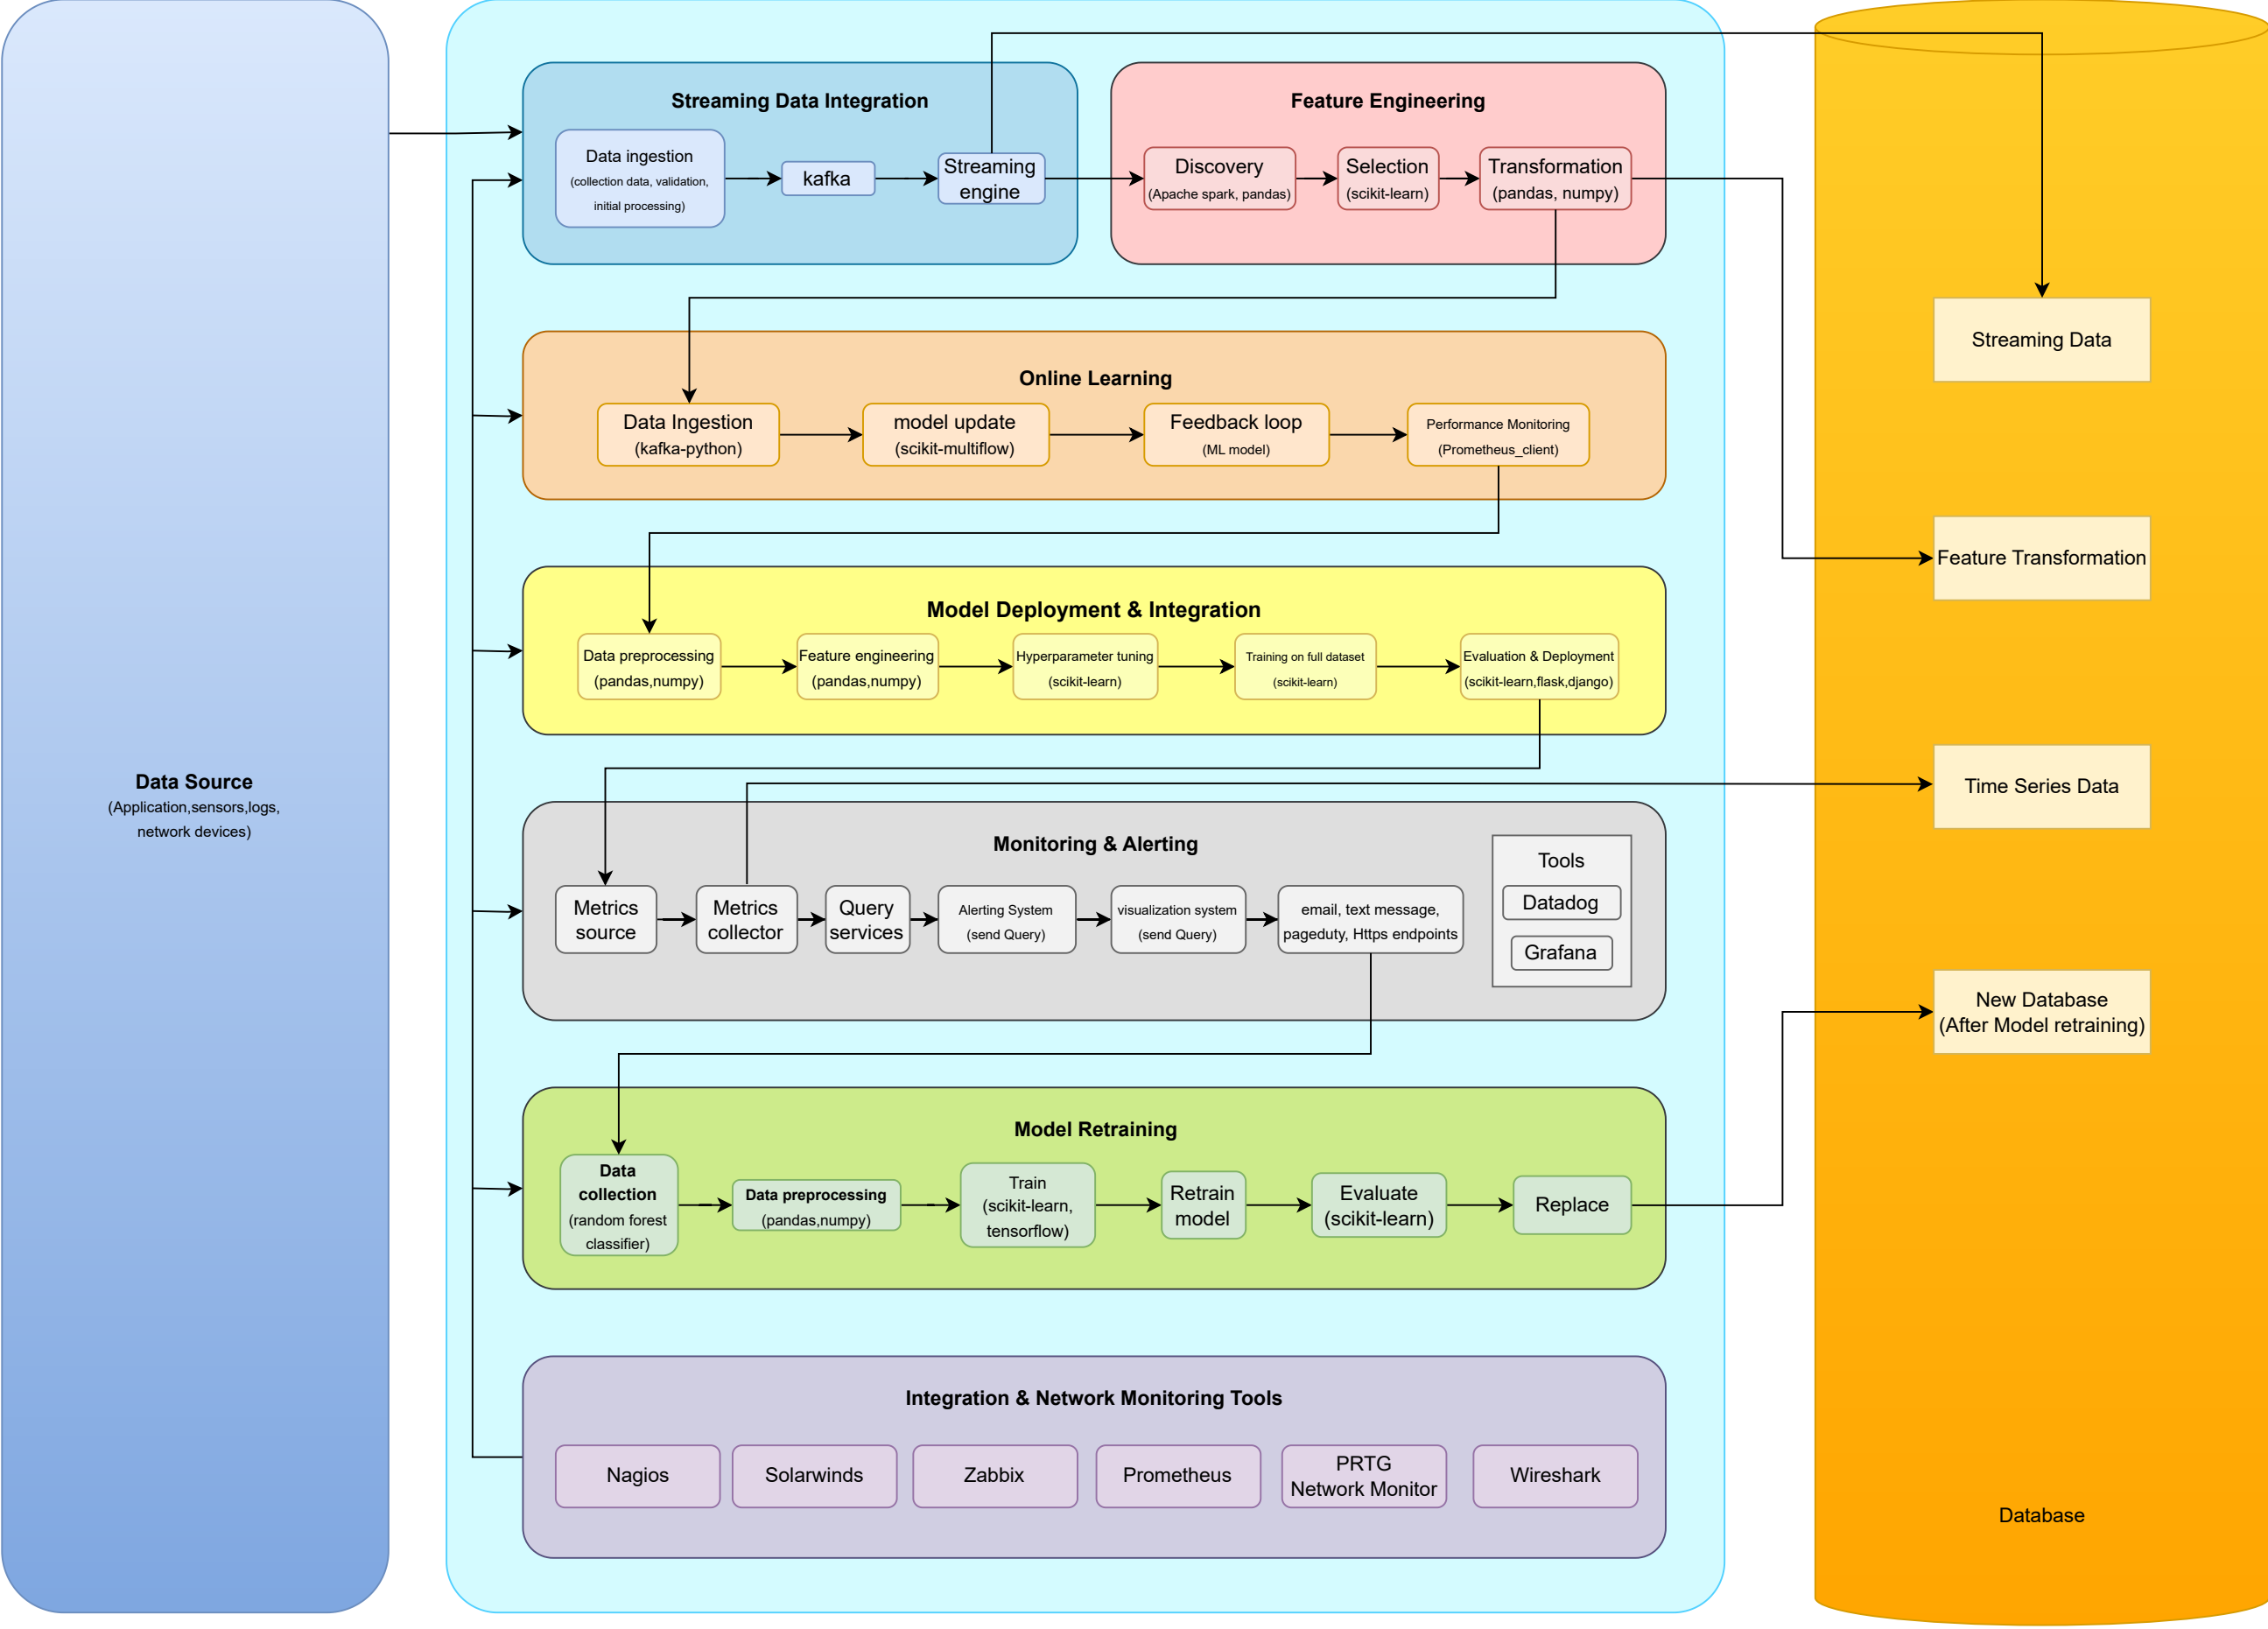 Data Source
(Application,sensors,logs,
network devices)
Streaming Data Integration
Data ingestion
(collection data, validation,
initial processing)
kafka
Streaming
engine
Feature Engineering
Discovery
(Apache spark, pandas)
Selection
(scikit-learn)
Transformation
(pandas, numpy)
Online Learning
Data Ingestion
(kafka-python)
model update
(scikit-multiflow)
Feedback loop
(ML model)
Performance Monitoring
(Prometheus_client)
Model Deployment & Integration
Data preprocessing
(pandas,numpy)
Feature engineering
(pandas,numpy)
Hyperparameter tuning
(scikit-learn)
Training on full dataset
(scikit-learn)
Evaluation & Deployment
(scikit-learn,flask,django)
Monitoring & Alerting
Metrics
source
Metrics
collector
Query
services
Alerting System
(send Query)
visualization system
(send Query)
email, text message,
pageduty, Https endpoints
Tools
Datadog
Grafana
Model Retraining
Data
collection
(random forest
classifier)
Data preprocessing
(pandas,numpy)
Train
(scikit-learn,
tensorflow)
Retrain
model
Evaluate
(scikit-learn)
Replace
Integration & Network Monitoring Tools
Nagios
Solarwinds
Zabbix
Prometheus
PRTG
Network Monitor
Wireshark
Streaming Data
Feature Transformation
Time Series Data
New Database
(After Model retraining)
Database